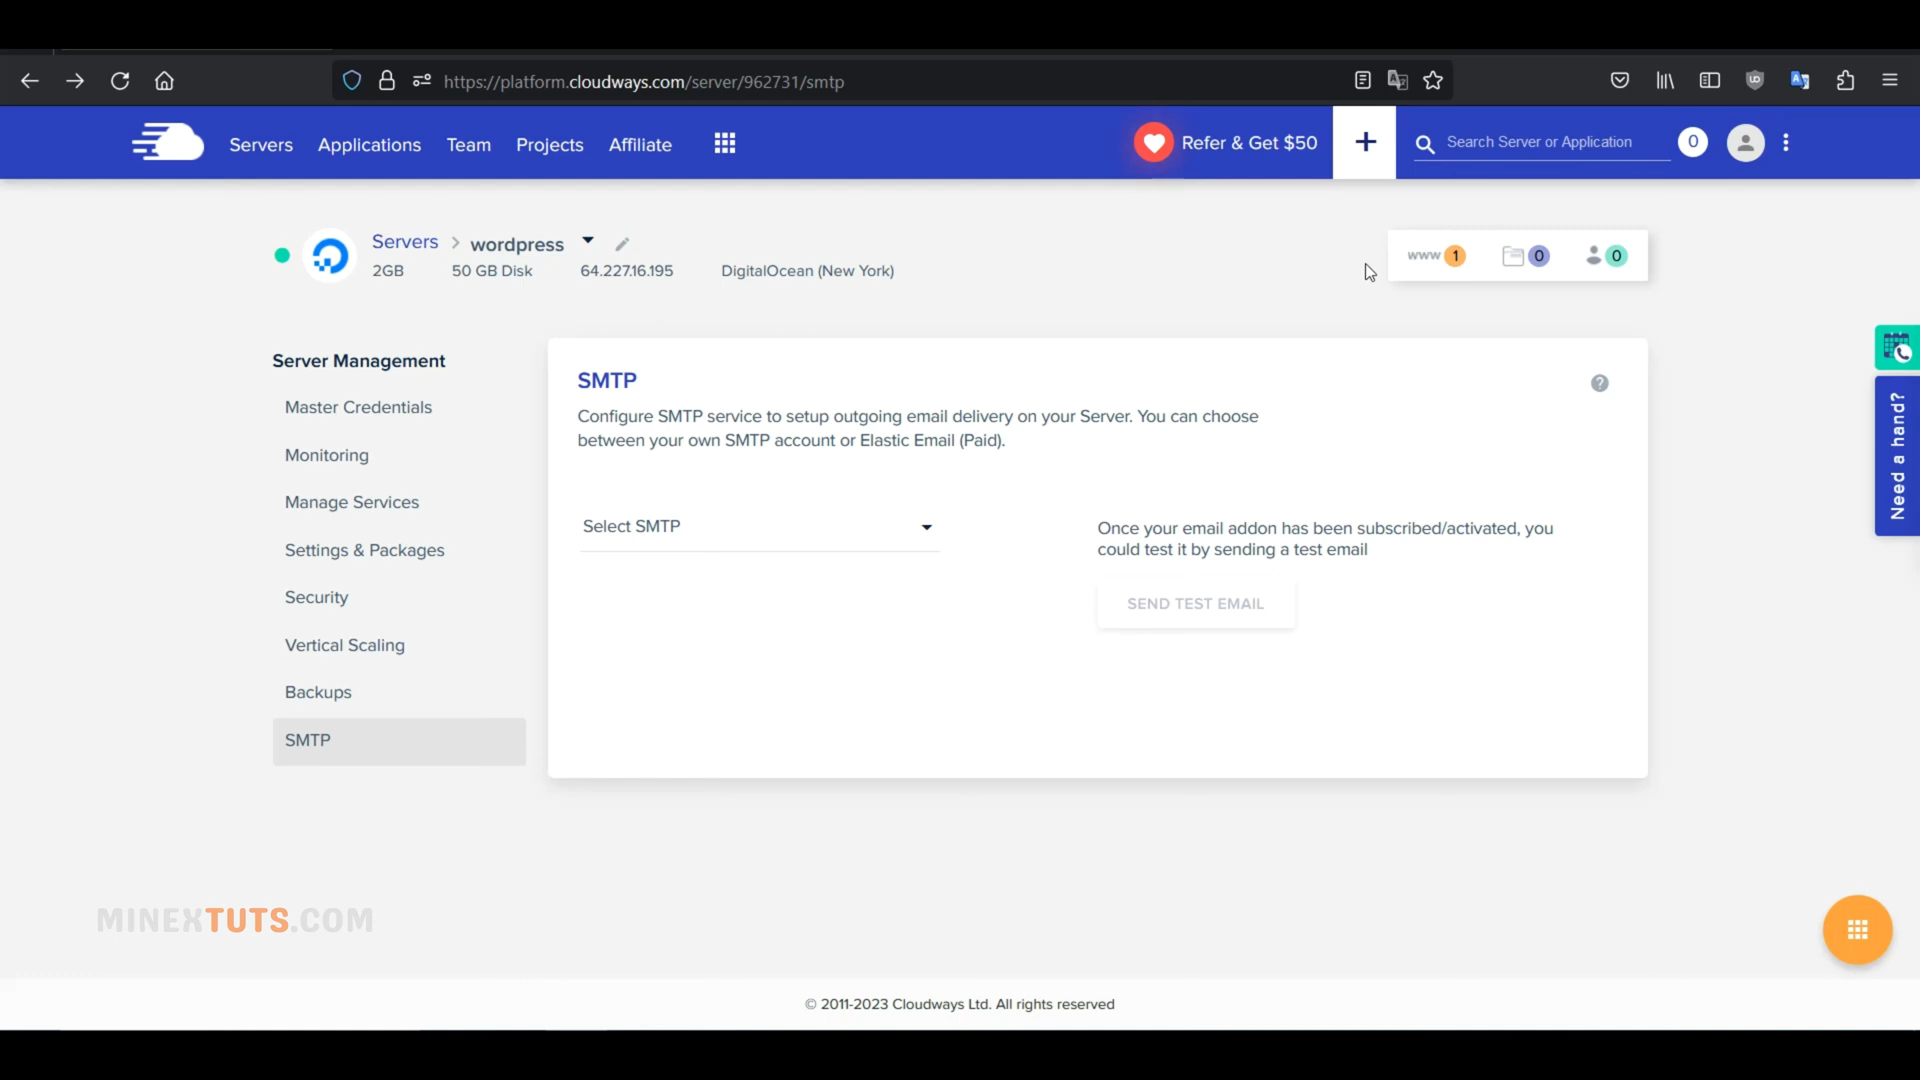 https://platform.cloudways.com/server/962731/smtp
Servers Applications Team Projects Affiliate Refer & Get $50 + Search Server or Application 0
Servers > wordpress
2GB 50 GB Disk 64.227.16.195 DigitalOcean (New York)
www 1 0 0
Server Management
Master Credentials
Monitoring
Manage Services
Settings & Packages
Security
Vertical Scaling
Backups
SMTP
SMTP
Configure SMTP service to setup outgoing email delivery on your Server. You can choose
between your own SMTP account or Elastic Email (Paid).
?
Select SMTP
Once your email addon has been subscribed/activated, you
could test it by sending a test email
SEND TEST EMAIL
Need a hand?
MINEXTUTS.COM
© 2011-2023 Cloudways Ltd. All rights reserved